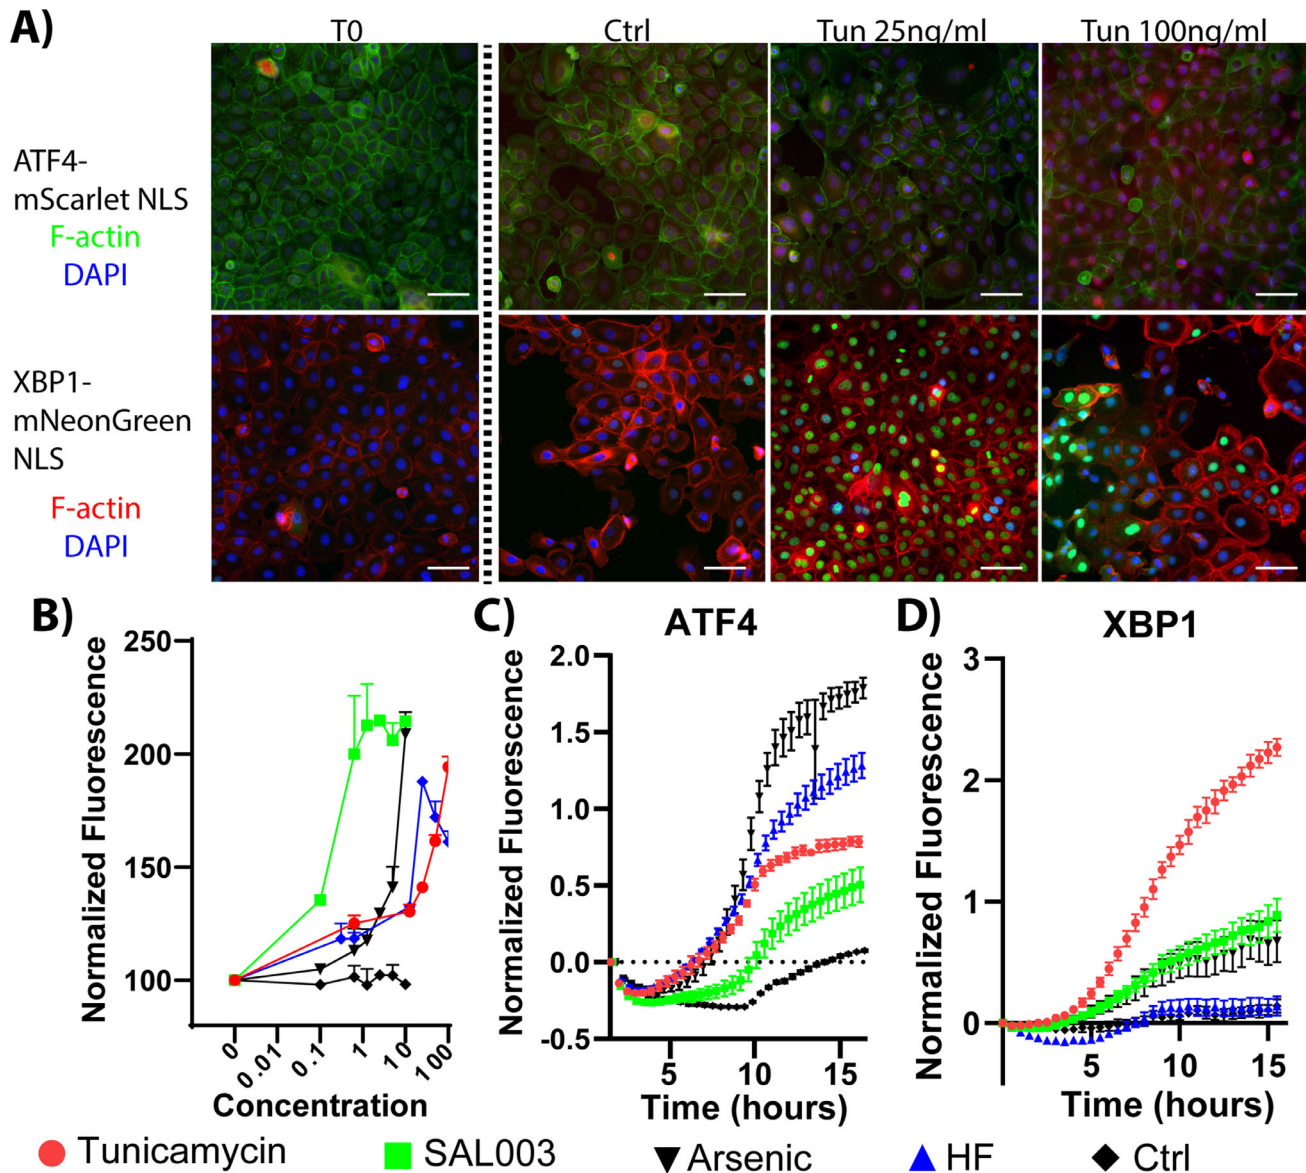 A)
T0
Ctrl
Tun 25ng/ml
Tun 100ng/ml
ATF4-
mScarlet NLS
F-actin
DAPI
XBP1-
mNeonGreen
NLS
F-actin
DAPI
B)
Normalized Fluorescence
250
200
150
100
0
0.01
0.1
1
10
100
Concentration
C)
ATF4
Normalized Fluorescence
2.0
1.5
1.0
0.5
0.0
-0.5
5
10
15
Time (hours)
D)
XBP1
Normalized Fluorescence
3
2
1
0
5
10
15
Time (hours)
Tunicamycin
SAL003
Arsenic
HF
Ctrl